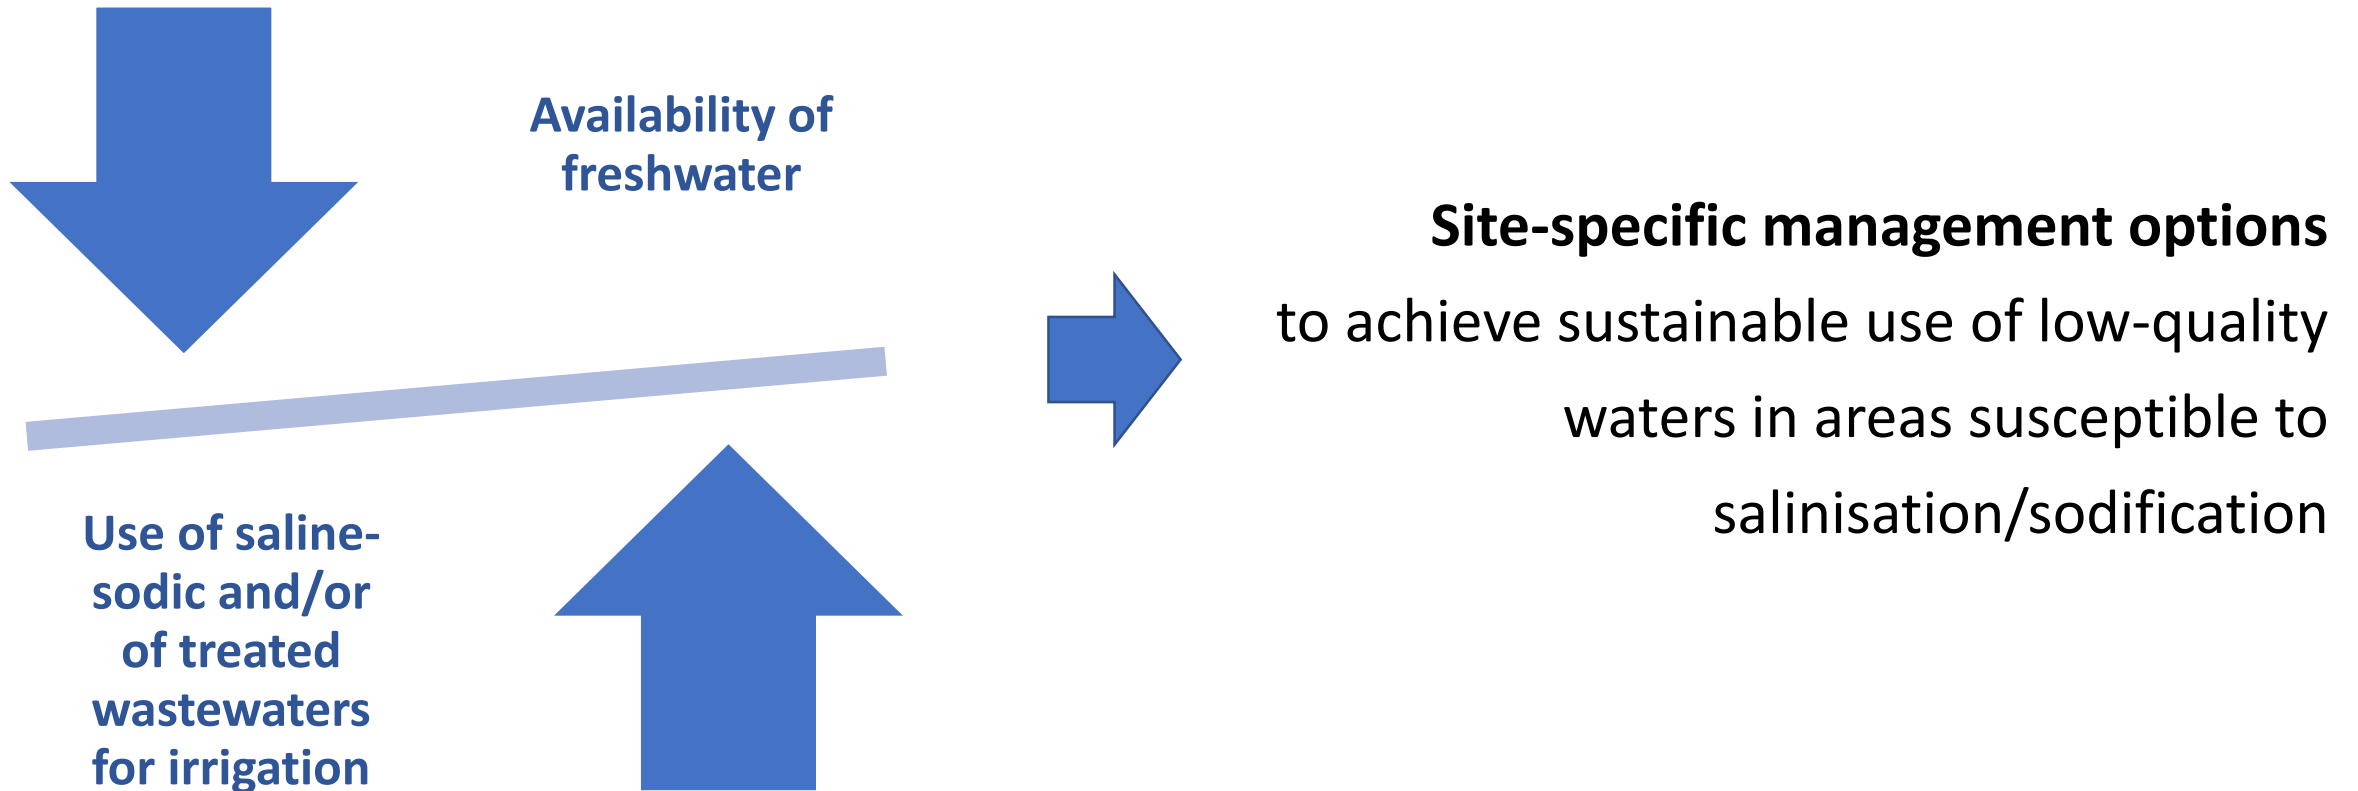 Availability of
freshwater
Use of saline-
sodic and/or
of treated
wastewaters
for irrigation
Site-specific management options
to achieve sustainable use of low-quality
waters in areas susceptible to
salinisation/sodification